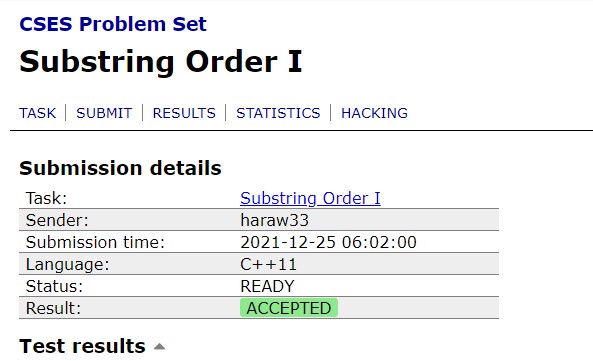 CSES Problem Set
Substring Order I
TASK | SUBMIT | RESULTS | STATISTICS | HACKING
Submission details
Task: Substring Order I
Sender: haraw33
Submission time: 2021-12-25 06:02:00
Language: C++11
Status: READY
Result: ACCEPTED
Test results